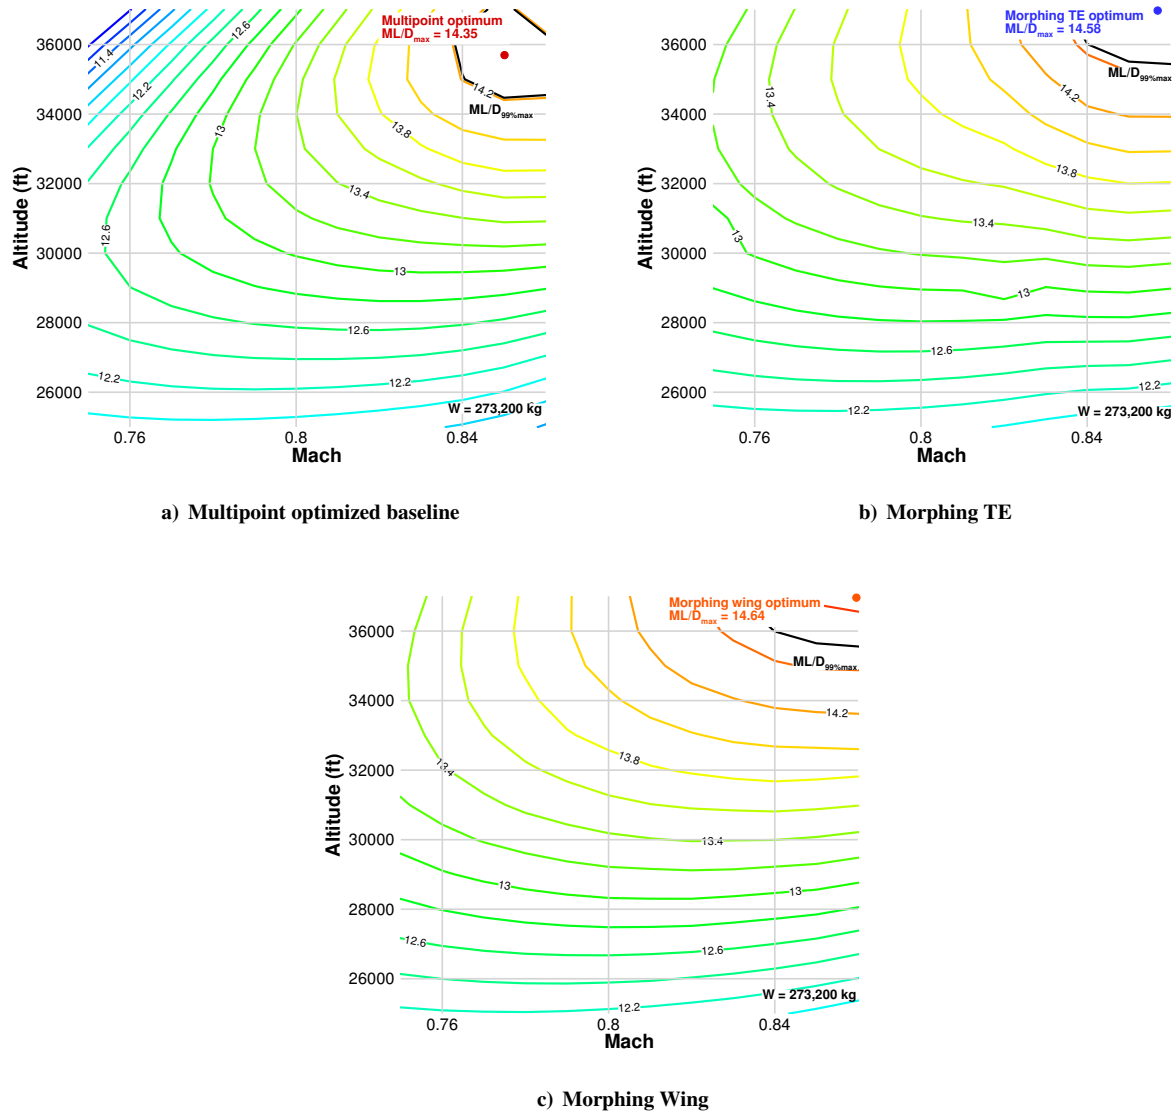 Multipoint optimum
ML/Dmax = 14.35
36000
34000
32000
30000
28000
26000
Altitude (ft)
11.4
12.2
12.6
13
14.2
ML/D99%max
13.8
13.4
12.6
13
12.6
12.2
12.2
W = 273,200 kg
0.76
0.8
0.84
Mach
a) Multipoint optimized baseline
Morphing TE optimum
ML/Dmax = 14.58
36000
34000
32000
30000
28000
26000
Altitude (ft)
ML/D99%max
14.2
13.4
13.8
13.4
13
13
12.6
12.2
12.2
W = 273,200 kg
0.76
0.8
0.84
Mach
b) Morphing TE
Morphing wing optimum
ML/Dmax = 14.64
36000
34000
32000
30000
28000
26000
Altitude (ft)
ML/D99%max
14.2
13.8
13.4
13.4
13
13
12.6
12.6
12.2
W = 273,200 kg
0.76
0.8
0.84
Mach
c) Morphing Wing